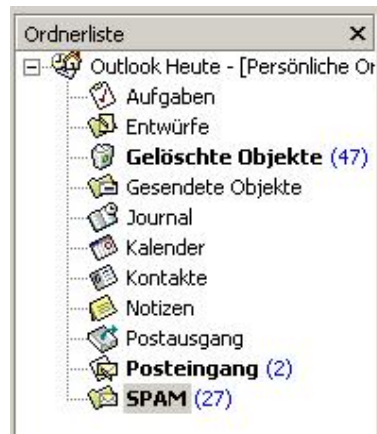 Ordnerliste
Outlook Heute - [Persönliche Or
Aufgaben
Entwürfe
Gelöschte Objekte (47)
Gesendete Objekte
Journal
Kalender
Kontakte
Notizen
Postausgang
Posteingang (2)
SPAM (27)